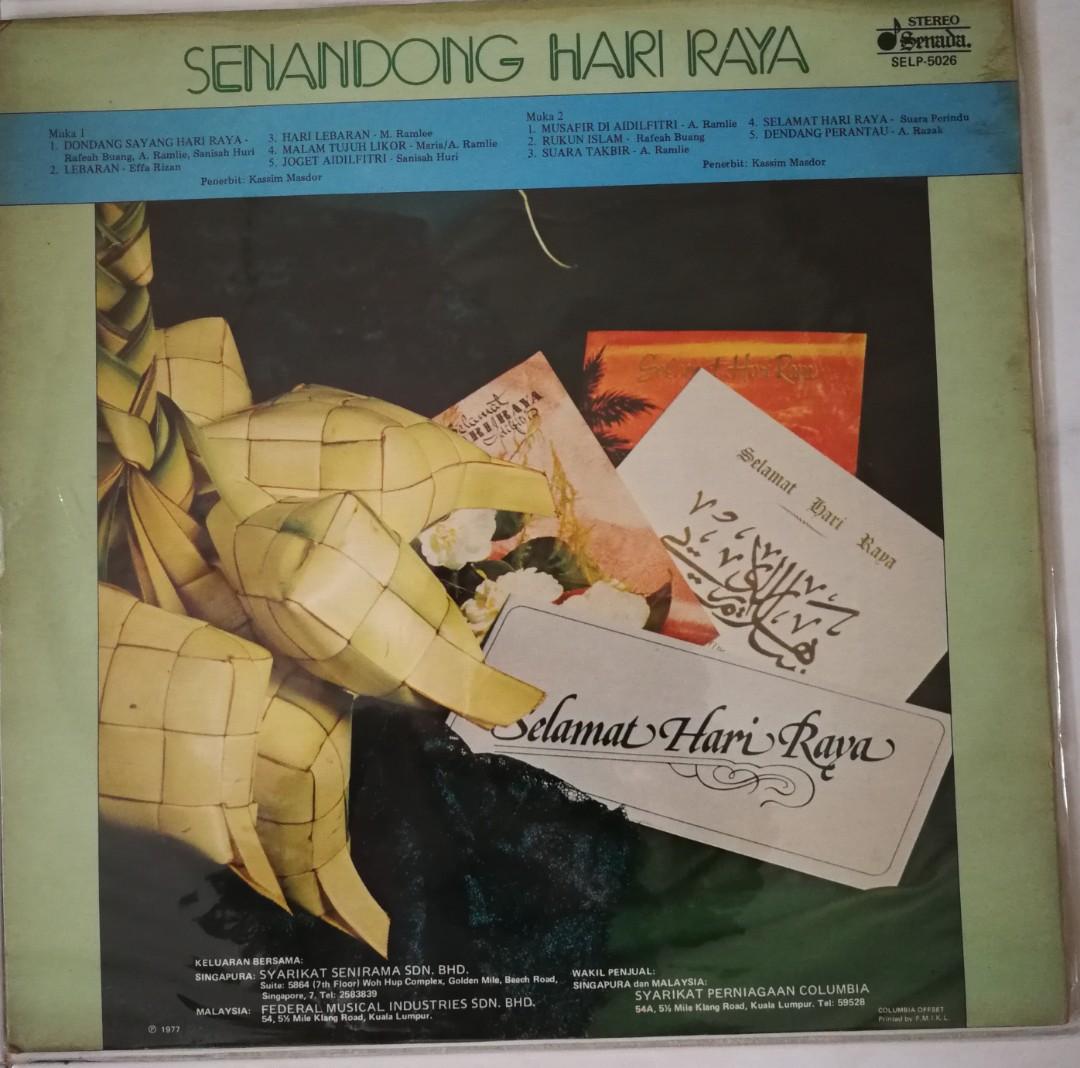 SENANDONG HARI RAYA
STEREO
Senada.
SELP-5026
Muka 1
1. DONDANG SAYANG HARI RAYA -
Rafeah Buang, A. Ramlie, Sanisah Huri
2. LEBARAN - Effa Rizan
3. HARI LEBARAN - M. Ramlee
4. MALAM TUJUH LIKOR - Maria/A. Ramlie
5. JOGET AIDILFITRI - Sanisah Huri
Penerbit: Kassim Masdor
Muka 2
1. MUSAFIR DI AIDILFITRI - A. Ramlie
2. RUKUN ISLAM - Rafeah Buang
3. SUARA TAKBIR - A. Ramlie
4. SELAMAT HARI RAYA - Suara Perindu
5. DENDANG PERANTAU - A. Razak
Penerbit: Kassim Masdor
Selamat Hari Raya
Selamat
HARI RAYA
Selamat Hari Raya
Selamat Hari Raya
KELUARAN BERSAMA:
SINGAPURA: SYARIKAT SENIRAMA SDN. BHD.
Suite: 5864 (7th Floor) Woh Hup Complex, Golden Mile, Beach Road,
Singapore, 7. Tel: 2583839
MALAYSIA: FEDERAL MUSICAL INDUSTRIES SDN. BHD.
54, 5½ Mile Klang Road, Kuala Lumpur.
WAKIL PENJUAL:
SINGAPURA dan MALAYSIA:
SYARIKAT PERNIAGAAN COLUMBIA
54A, 5½ Mile Klang Road, Kuala Lumpur. Tel: 59528
℗ 1977
COLUMBIA OFFSET
Printed by F.M.I.K.L.